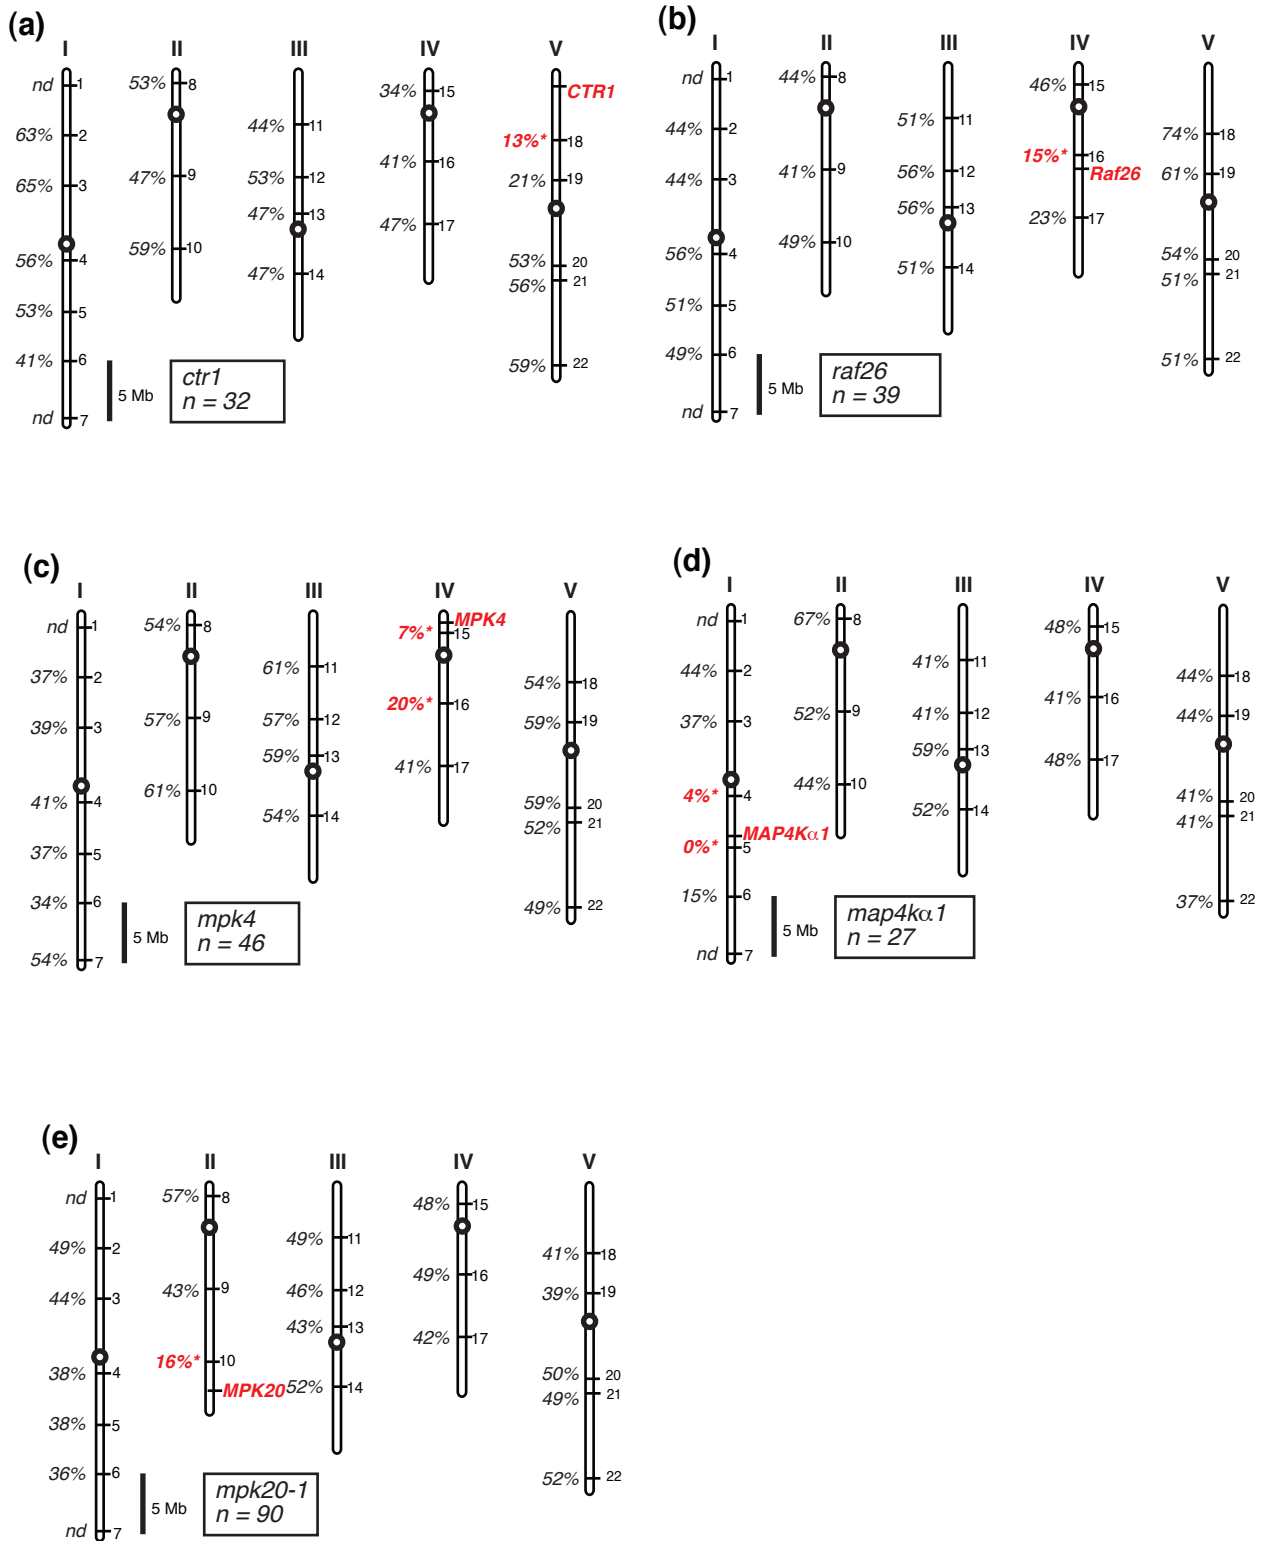 (a)
I II III IV V
nd 1
63% 2
65% 3
56% 4
53% 5
41% 6
nd 7
53% 8
47% 9
59% 10
44% 11
53% 12
47% 13
47% 14
34% 15
41% 16
47% 17
CTR1
13%* 18
21% 19
53% 20
56% 21
59% 22
5 Mb
ctr1
n = 32
(b)
I II III IV V
nd 1
44% 2
44% 3
56% 4
51% 5
49% 6
nd 7
44% 8
41% 9
49% 10
51% 11
56% 12
56% 13
51% 14
46% 15
15%* 16
Raf26
23% 17
74% 18
61% 19
54% 20
51% 21
51% 22
5 Mb
raf26
n = 39
(c)
I II III IV V
nd 1
37% 2
39% 3
41% 4
37% 5
34% 6
54% 7
54% 8
57% 9
61% 10
61% 11
57% 12
59% 13
54% 14
MPK4
7%* 15
20%* 16
41% 17
54% 18
59% 19
59% 20
52% 21
49% 22
5 Mb
mpk4
n = 46
(d)
I II III IV V
nd 1
44% 2
37% 3
4%* 4
MAP4Kα1
0%* 5
15% 6
nd 7
67% 8
52% 9
44% 10
41% 11
41% 12
59% 13
52% 14
48% 15
41% 16
48% 17
44% 18
44% 19
41% 20
41% 21
37% 22
5 Mb
map4kα1
n = 27
(e)
I II III IV V
nd 1
49% 2
44% 3
38% 4
38% 5
36% 6
nd 7
57% 8
43% 9
16%* 10
MPK20
49% 11
46% 12
43% 13
52% 14
48% 15
49% 16
42% 17
41% 18
39% 19
50% 20
49% 21
52% 22
5 Mb
mpk20-1
n = 90